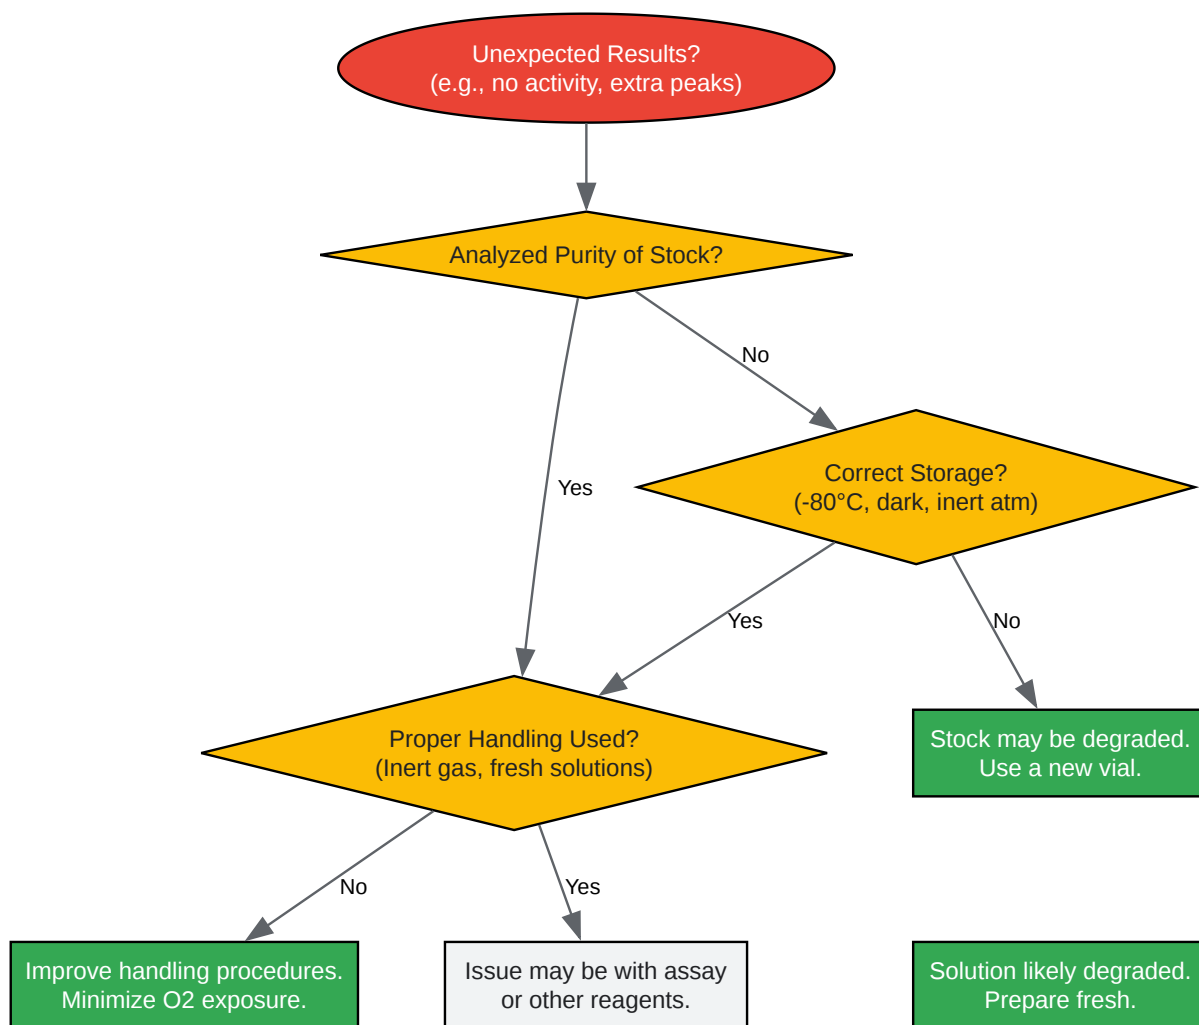 Unexpected Results?
(e.g., no activity, extra peaks)
Analyzed Purity of Stock?
No
Correct Storage?
(-80°C, dark, inert atm)
Yes
Yes
No
Proper Handling Used?
(Inert gas, fresh solutions)
Stock may be degraded.
Use a new vial.
No
Yes
Improve handling procedures.
Minimize O2 exposure.
Issue may be with assay
or other reagents.
Solution likely degraded.
Prepare fresh.